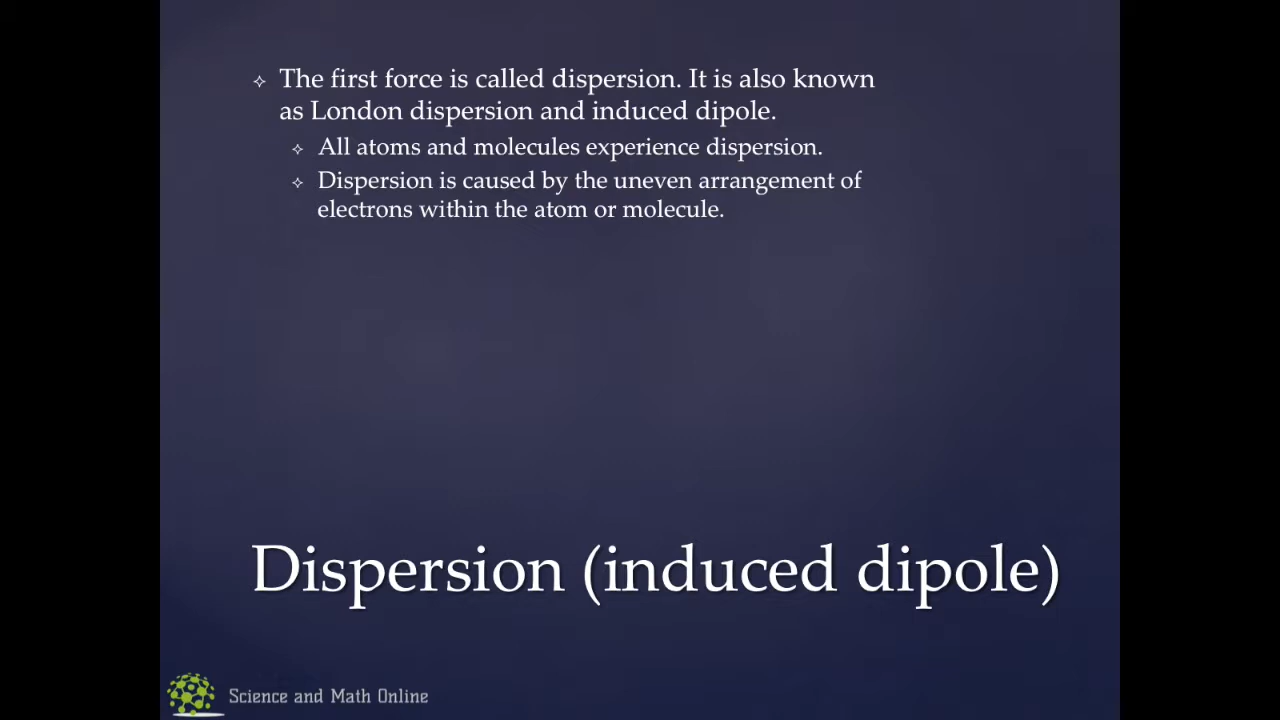 The first force is called dispersion. It is also known
as London dispersion and induced dipole.
All atoms and molecules experience dispersion.
Dispersion is caused by the uneven arrangement of
electrons within the atom or molecule.
Dispersion (induced dipole)
Science and Math Online